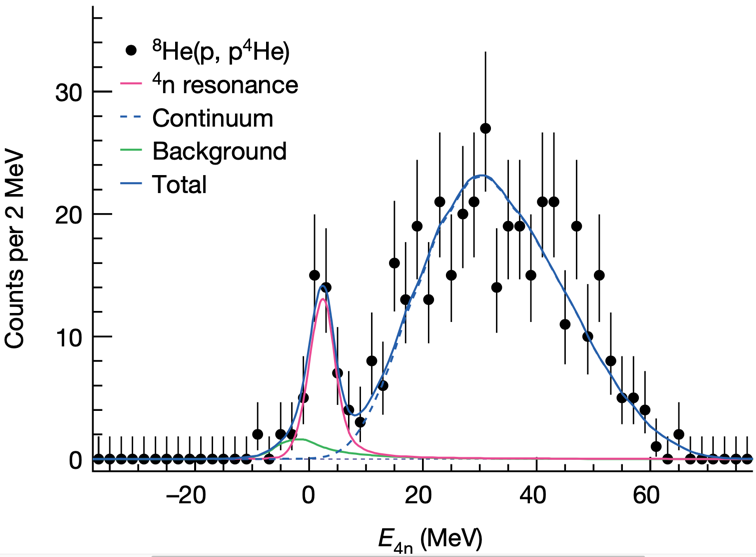 ⁸He(p, p⁴He)
⁴n resonance
Continuum
Background
Total
Counts per 2 MeV
30
20
10
0
−20 0 20 40 60
E₄ₙ (MeV)